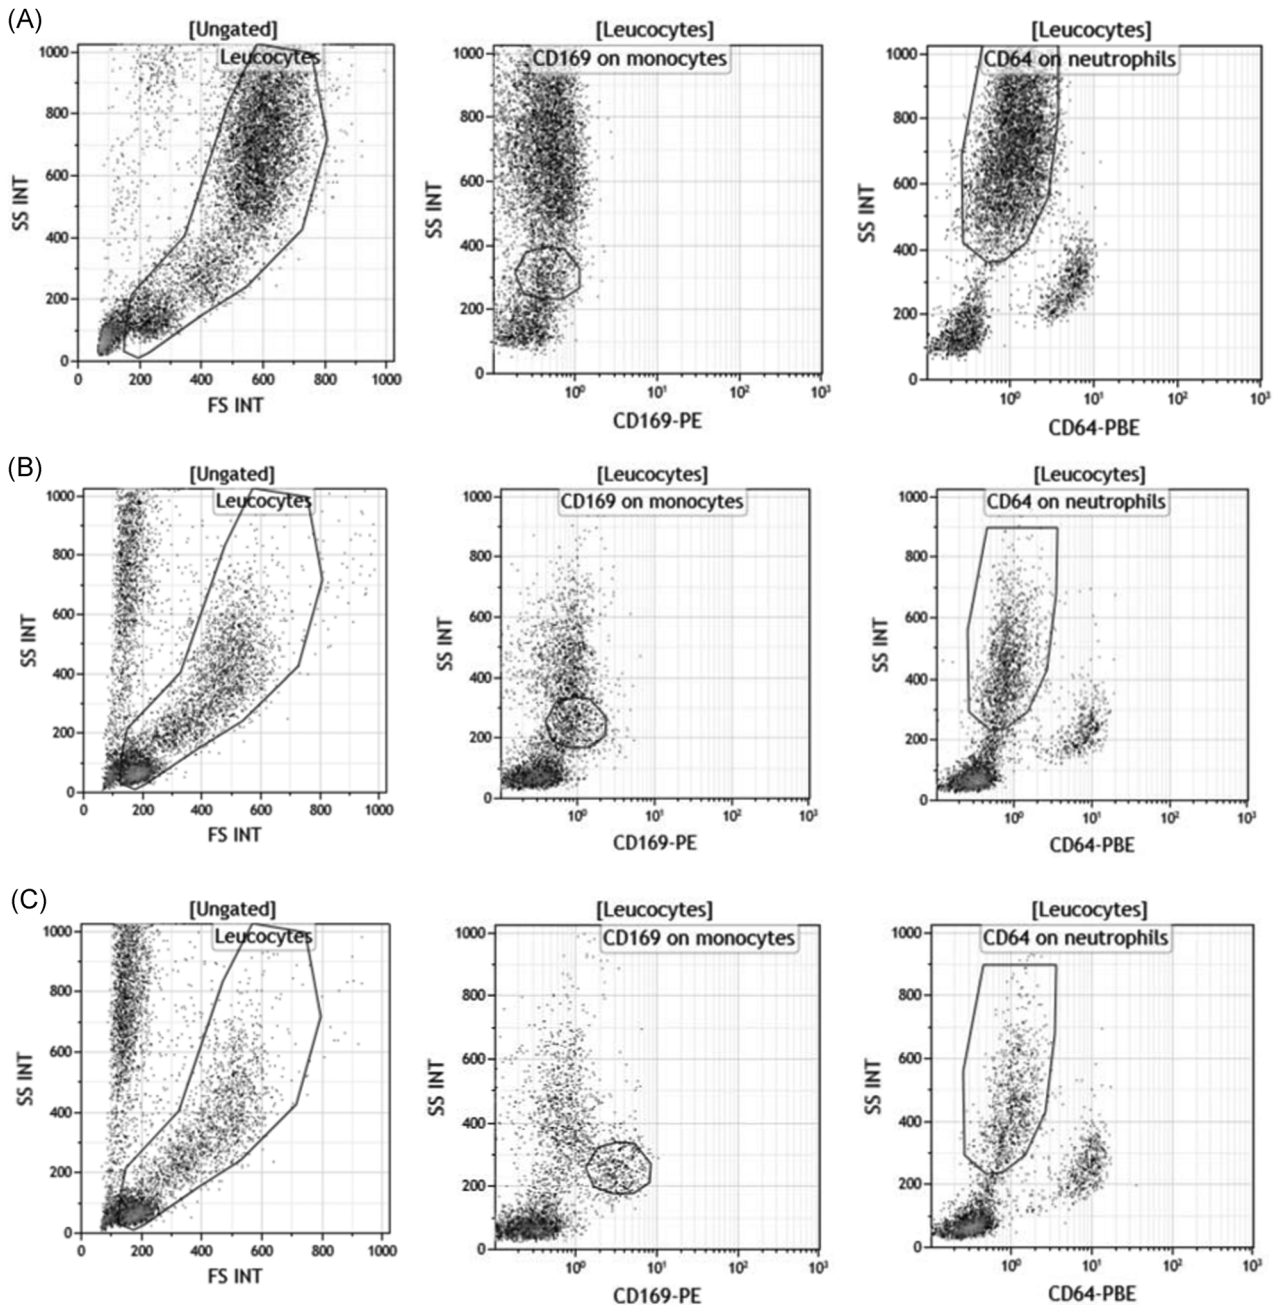 (A)
[Ungated]
[Leucocytes]
[Leucocytes]
Leucocytes
CD169 on monocytes
CD64 on neutrophils
1000
800
600
400
200
0
SS INT
0 200 400 600 800 1000
FS INT
1000
800
600
400
200
0
SS INT
10⁰ 10¹ 10² 10³
CD169-PE
1000
800
600
400
200
0
SS INT
10⁰ 10¹ 10² 10³
CD64-PBE
(B)
[Ungated]
[Leucocytes]
[Leucocytes]
Leucocytes
CD169 on monocytes
CD64 on neutrophils
1000
800
600
400
200
0
SS INT
0 200 400 600 800 1000
FS INT
1000
800
600
400
200
0
SS INT
10⁰ 10¹ 10² 10³
CD169-PE
1000
800
600
400
200
0
SS INT
10⁰ 10¹ 10² 10³
CD64-PBE
(C)
[Ungated]
[Leucocytes]
[Leucocytes]
Leucocytes
CD169 on monocytes
CD64 on neutrophils
1000
800
600
400
200
0
SS INT
0 200 400 600 800 1000
FS INT
1000
800
600
400
200
0
SS INT
10⁰ 10¹ 10² 10³
CD169-PE
1000
800
600
400
200
0
SS INT
10⁰ 10¹ 10² 10³
CD64-PBE